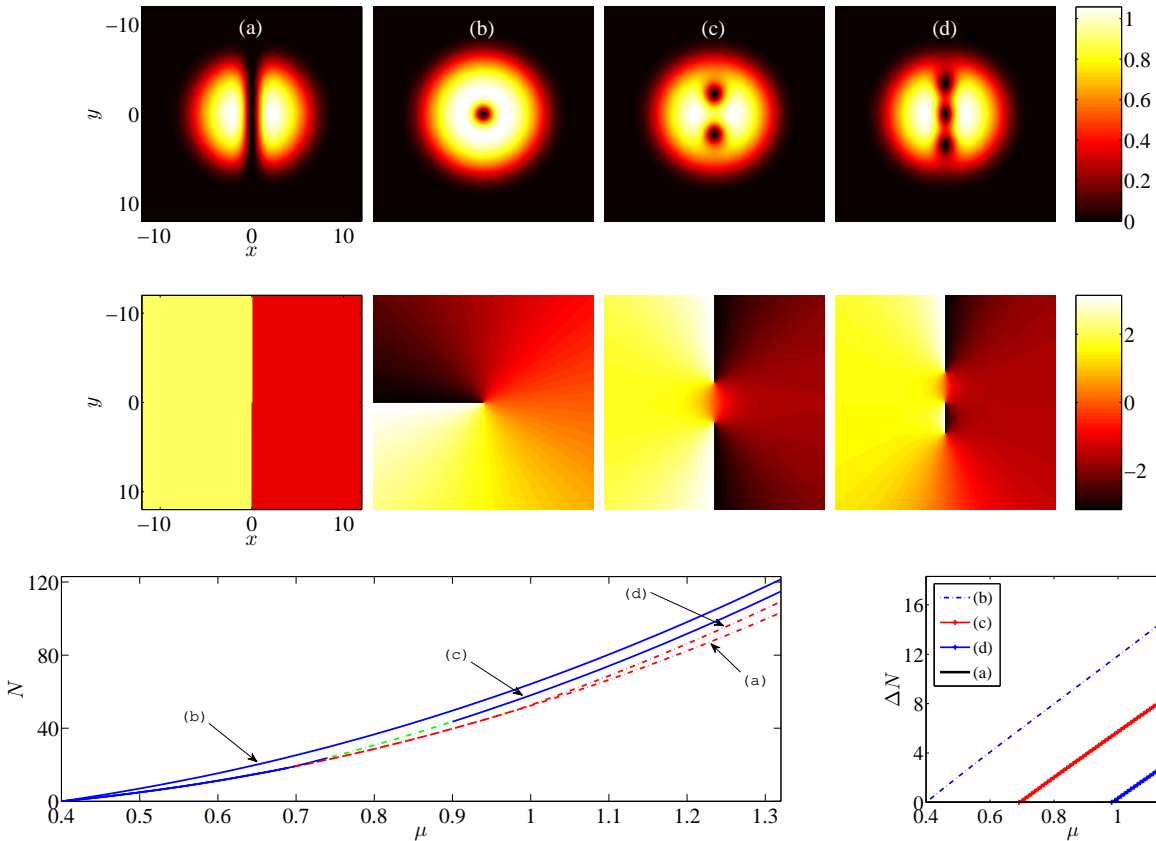 (a) (b) (c) (d)
−10 0 10
y
−10 0 10
x
1 0.8 0.6 0.4 0.2 0
−10 0 10
y
−10 0 10
x
2 0 −2
120 80 40 0
N
(b) (c) (d) (a)
0.4 0.5 0.6 0.7 0.8 0.9 1 1.1 1.2 1.3
μ
16 12 8 4 0
ΔN
(b)
(c)
(d)
(a)
0.4 0.6 0.8 1
μ